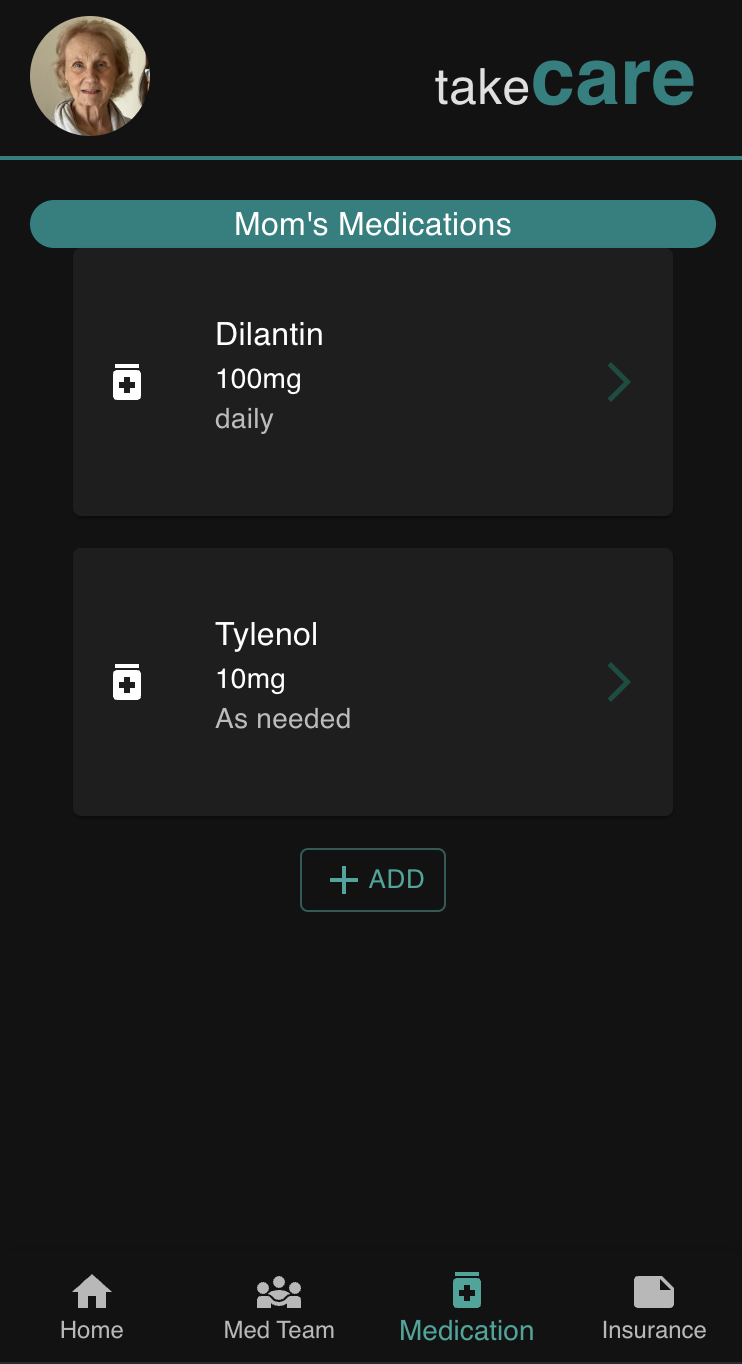 takecare
Mom's Medications
Dilantin
100mg
daily
Tylenol
10mg
As needed
ADD
Home
Med Team
Medication
Insurance